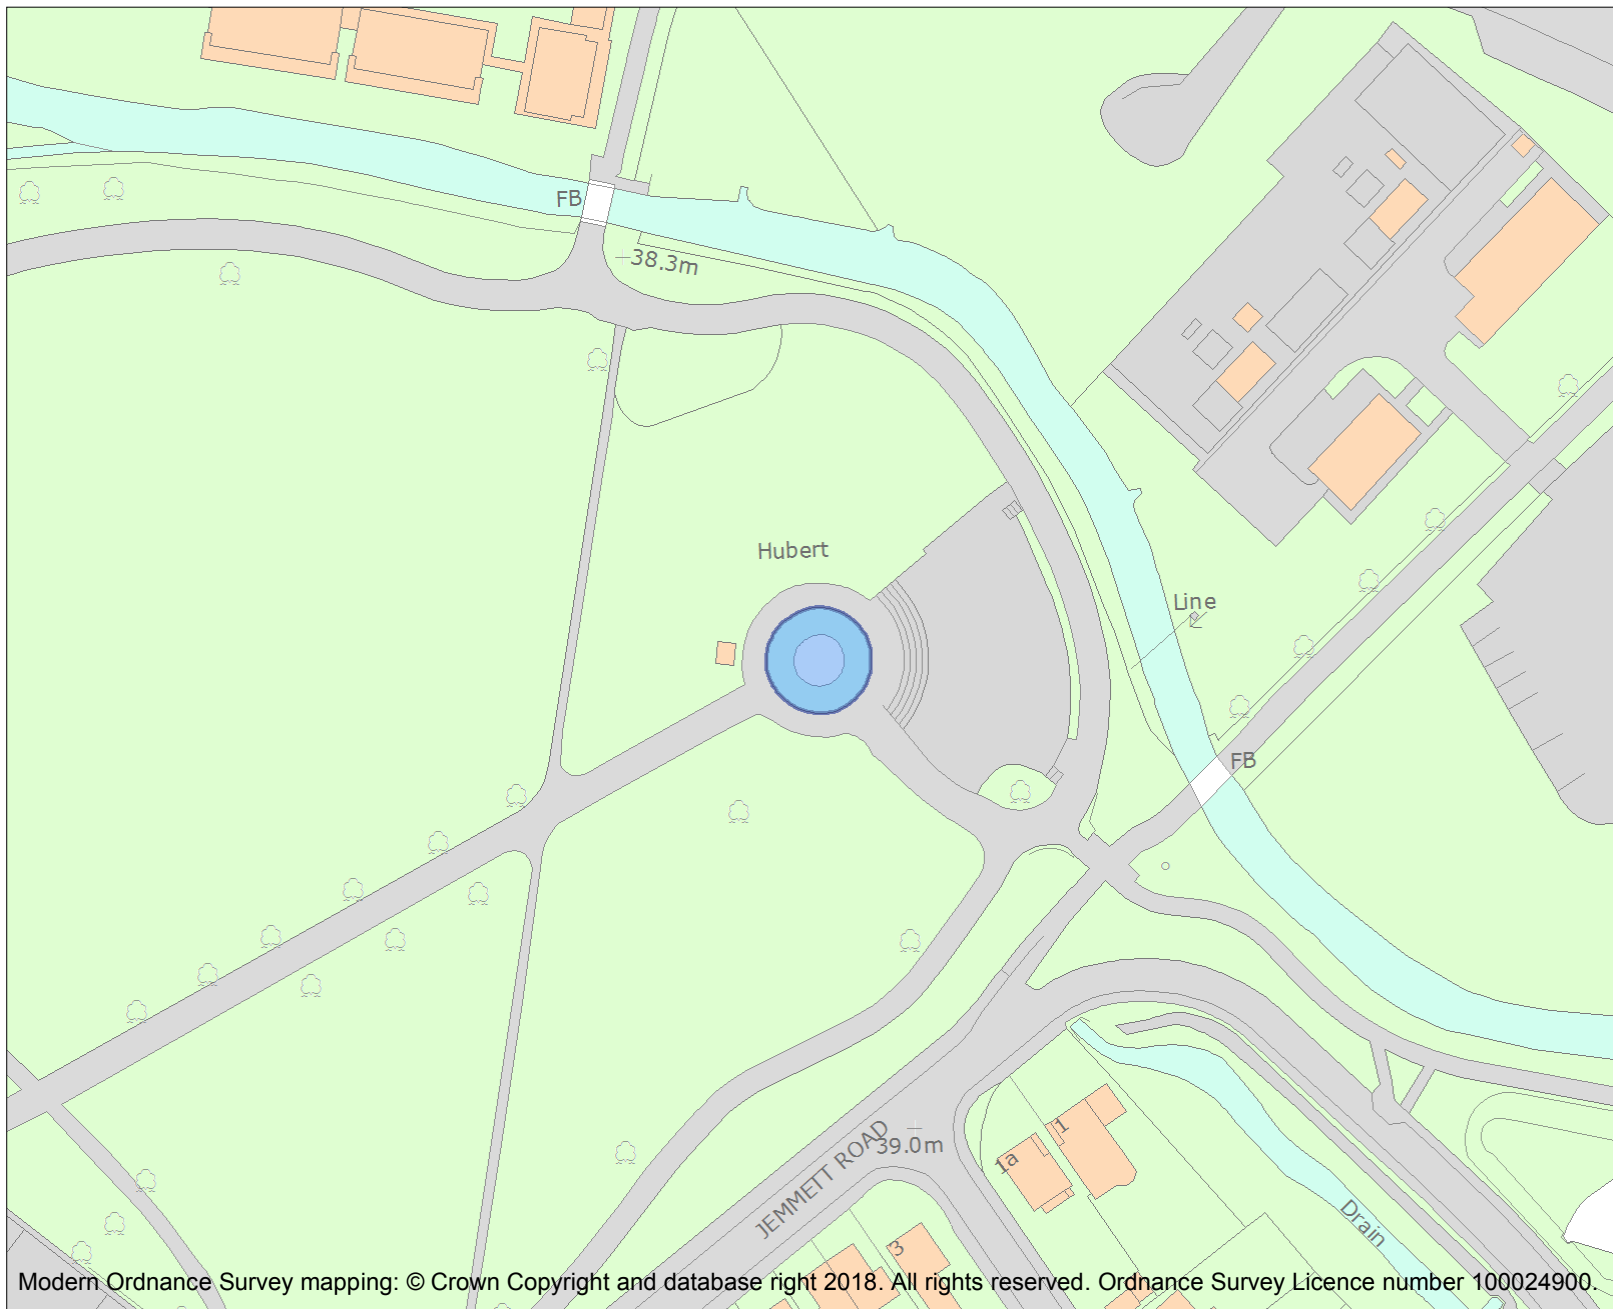 FB
38.3m
Hubert
Line
FB
JEMMETT ROAD
39.0m
1
1a
3
Drain
Modern Ordnance Survey mapping: © Crown Copyright and database right 2018. All rights reserved. Ordnance Survey Licence number 100024900.